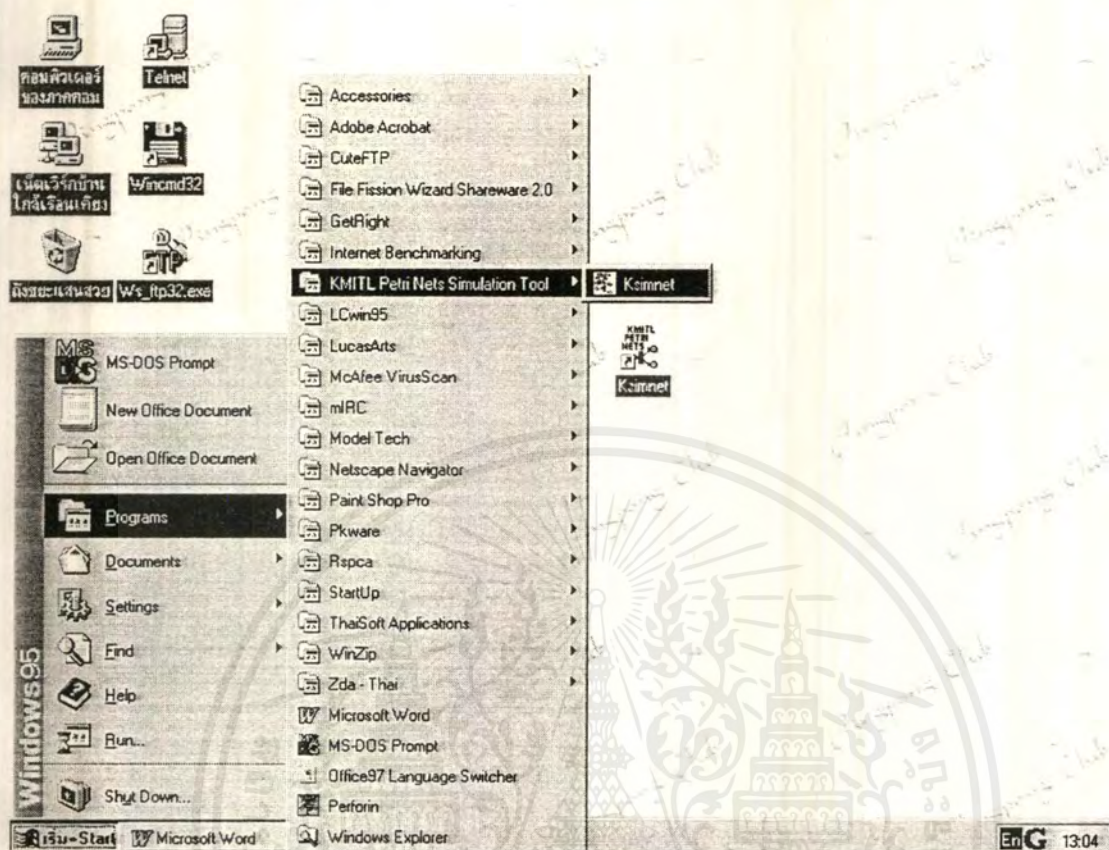 คอมพิวเตอร์
ของภาคคอม
Telnet
เน็ตเวิร์กบ้าน
ใกล้เรือนเคียง
Wincmd32
ถังขยะแสนสวย
Ws_ftp32.exe
MS-DOS Prompt
New Office Document
Open Office Document
Programs
Documents
Settings
Find
Help
Run...
Shut Down...
Windows95
Accessories
Adobe Acrobat
CuteFTP
File Fission Wizard Shareware 2.0
GetRight
Internet Benchmarking
KMITL Petri Nets Simulation Tool
LCwin95
LucasArts
McAfee VirusScan
mIRC
Model Tech
Netscape Navigator
Paint Shop Pro
Pkware
Rspca
StartUp
ThaiSoft Applications
WinZip
Zda - Thai
Microsoft Word
MS-DOS Prompt
Office97 Language Switcher
Perform
Windows Explorer
Ksimnet
KMITL
PETRI
NETS
Ksimnet
เริ่ม-Start
Microsoft Word
En
13:04